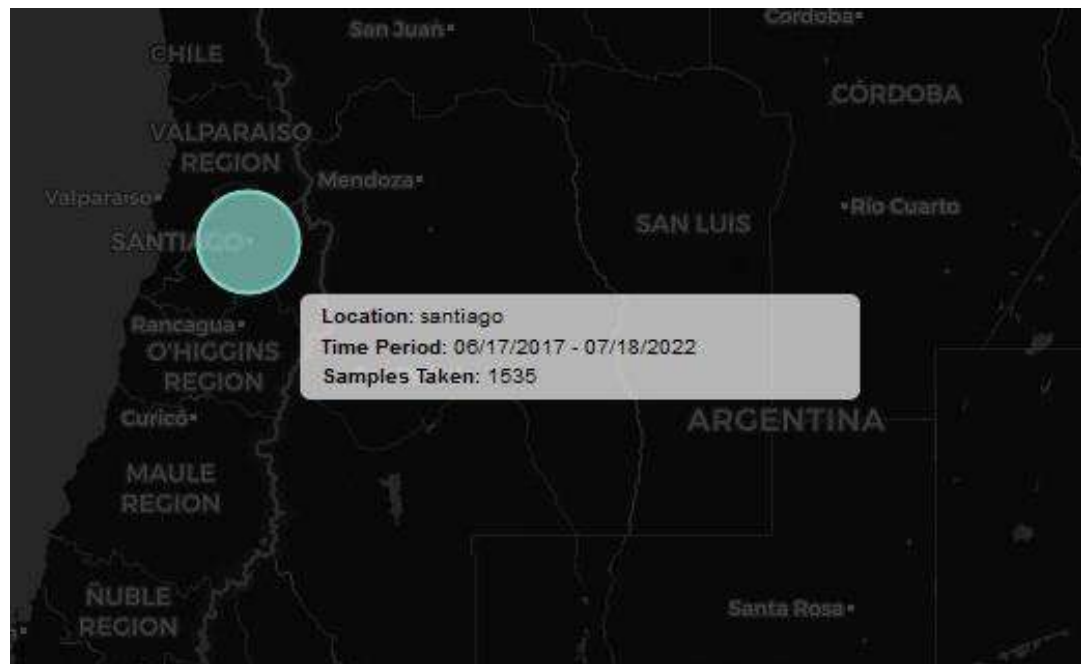 San Juan
Cordoba
CHILE
CÓRDOBA
VALPARAISO
REGION
Mendoza
Valparaiso
Río Cuarto
SAN LUIS
SANTIAGO
Location: santiago
Time Period: 06/17/2017 - 07/18/2022
Samples Taken: 1535
Rancagua
O'HIGGINS
REGION
Curicó
ARGENTINA
MAULE
REGION
ÑUBLE
REGION
Santa Rosa